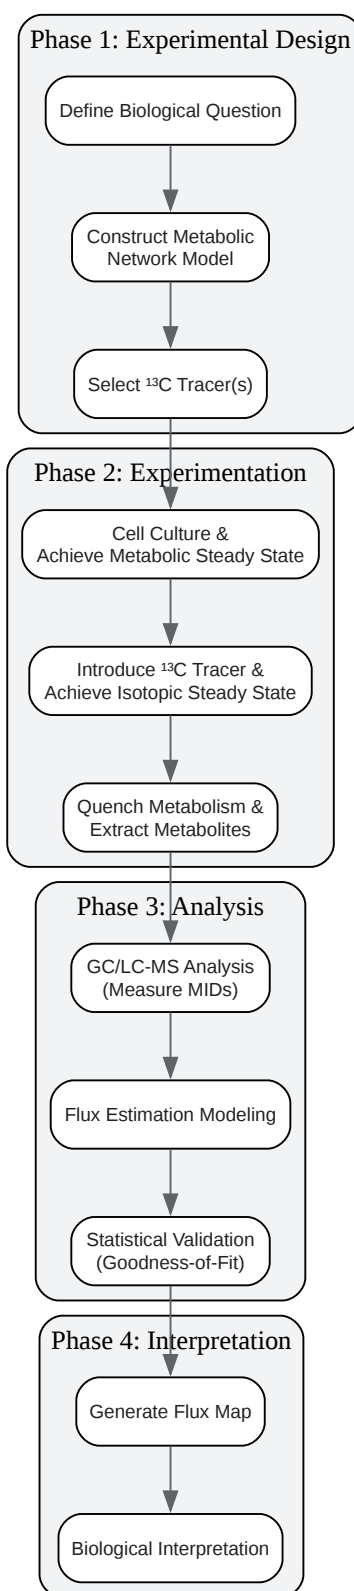 Phase 1: Experimental Design
Define Biological Question
Construct Metabolic
Network Model
Select ¹³C Tracer(s)
Phase 2: Experimentation
Cell Culture &
Achieve Metabolic Steady State
Introduce ¹³C Tracer &
Achieve Isotopic Steady State
Quench Metabolism &
Extract Metabolites
Phase 3: Analysis
GC/LC-MS Analysis
(Measure MIDs)
Flux Estimation Modeling
Statistical Validation
(Goodness-of-Fit)
Phase 4: Interpretation
Generate Flux Map
Biological Interpretation